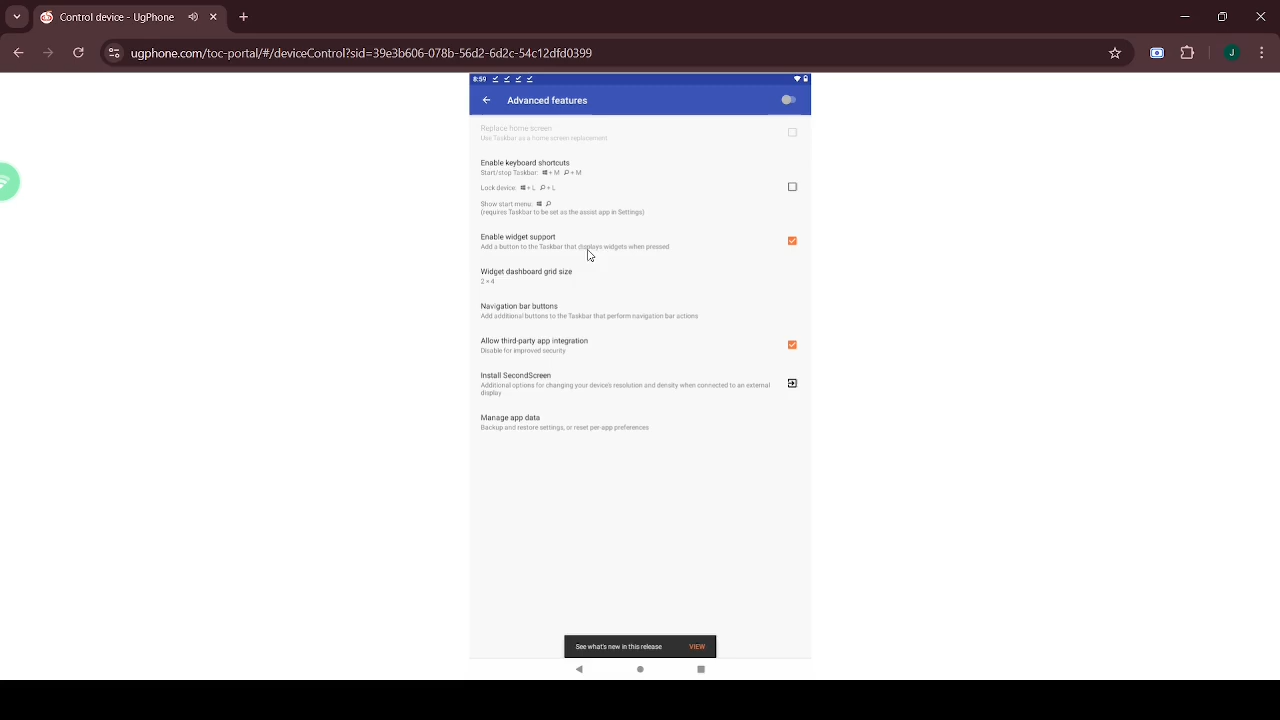 device.tcc-portal.com/portal/#/deviceControl?sid=39e3b606-078b-56d2-5bb2-d5cf2fdf0399
J
8:59
Advanced features
Replace home screen
Use Taskbar as a home screen replacement
Enable keyboard shortcuts
Start/stop Taskbar: + M + M
Lock device: + L + L
Show start menu:
(requires Taskbar to be set as the assist app in Settings)
Enable widget support
Add a button to the Taskbar that displays widgets when pressed
Widget dashboard grid size
2 × 4
Navigation bar buttons
Add additional buttons to the Taskbar that perform navigation bar actions
Allow third-party app integration
Disable for improved security
Install SecondScreen
Additional options for changing your device's resolution and density when connected to an external
display
Manage app data
Backup and restore settings, or reset per-app preferences
See what's new in this release VIEW